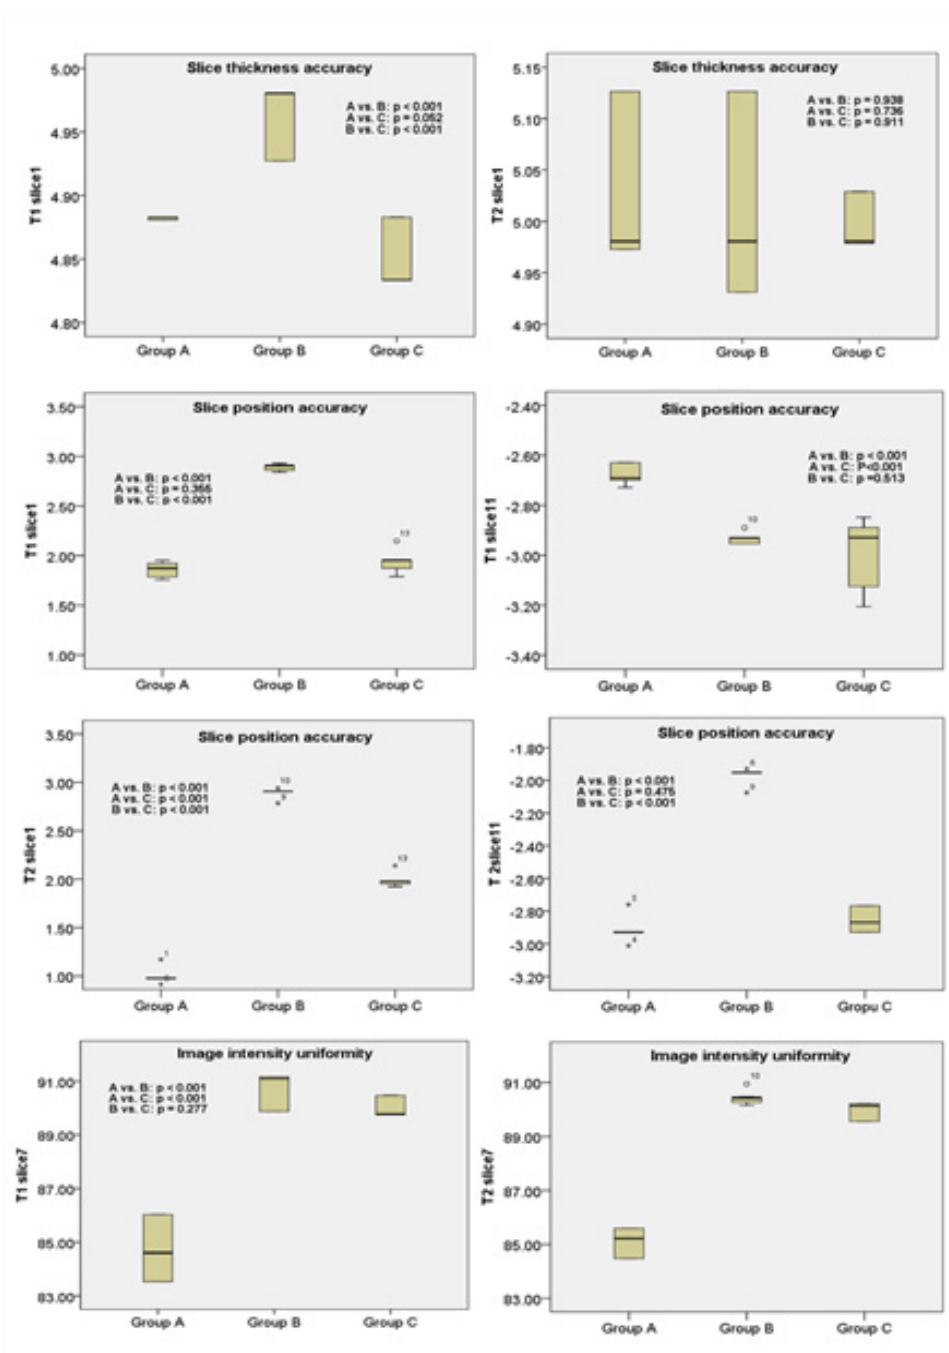 Slice thickness accuracy
5.00
4.95
4.90
4.85
4.80
T1 slice1
A vs. B: p < 0.001
A vs. C: p = 0.052
B vs. C: p < 0.001
Group A Group B Group C
Slice thickness accuracy
5.15
5.10
5.05
5.00
4.95
4.90
T2 slice1
A vs. B: p = 0.938
A vs. C: p = 0.736
B vs. C: p = 0.911
Group A Group B Group C
Slice position accuracy
3.50
3.00
2.50
2.00
1.50
1.00
T1 slice1
A vs. B: p < 0.001
A vs. C: p = 0.355
B vs. C: p < 0.001
13
Group A Group B Group C
Slice position accuracy
-2.40
-2.60
-2.80
-3.00
-3.20
-3.40
T1 slice11
A vs. B: p < 0.001
A vs. C: P<0.001
B vs. C: p =0.513
10
Group A Group B Group C
Slice position accuracy
3.50
3.00
2.50
2.00
1.50
1.00
T2 slice1
A vs. B: p < 0.001
A vs. C: p < 0.001
B vs. C: p < 0.001
10
13
1
Group A Group B Group C
Slice position accuracy
-1.80
-2.00
-2.20
-2.40
-2.60
-2.80
-3.00
-3.20
T 2slice11
A vs. B: p < 0.001
A vs. C: p = 0.475
B vs. C: p < 0.001
Group A Group B Gropu C
Image intensity uniformity
91.00
89.00
87.00
85.00
83.00
T1 slice7
A vs. B: p < 0.001
A vs. C: p < 0.001
B vs. C: p = 0.277
Group A Group B Group C
Image intensity uniformity
91.00
89.00
87.00
85.00
83.00
T2 slice7
10
Group A Group B Group C